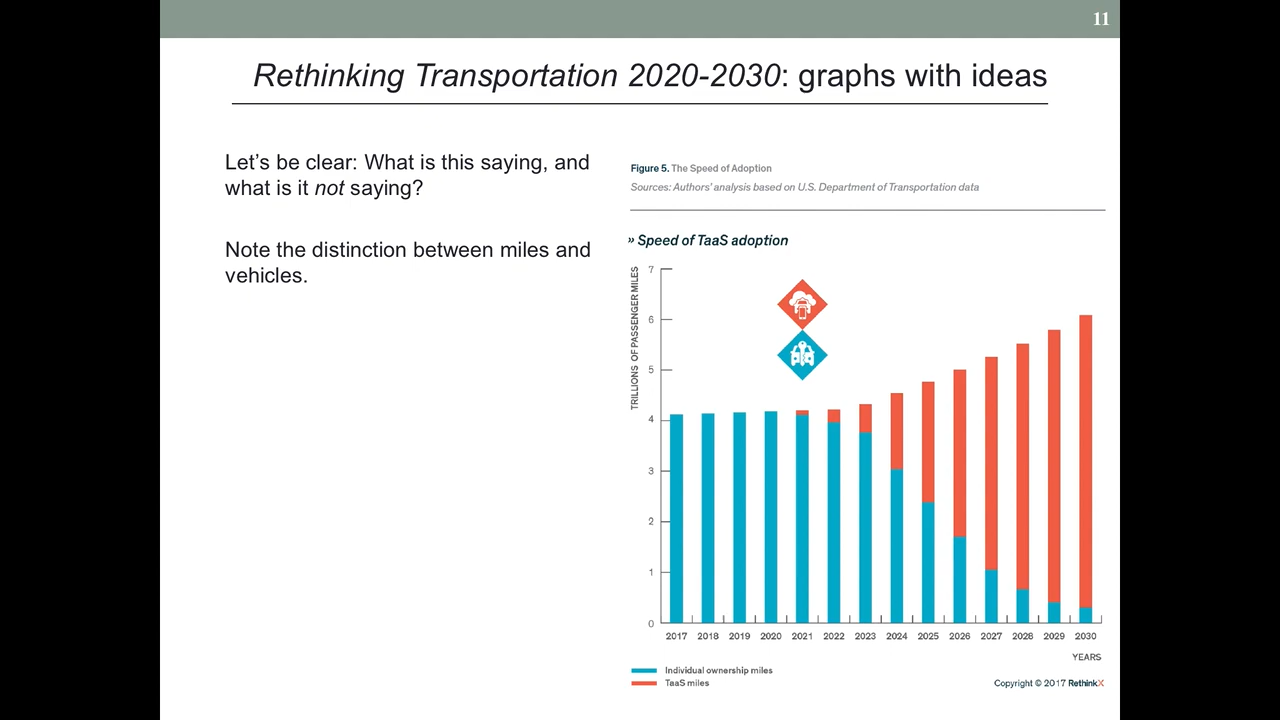 11
Rethinking Transportation 2020-2030: graphs with ideas
Let's be clear: What is this saying, and
what is it not saying?
Note the distinction between miles and
vehicles.
Figure 5. The Speed of Adoption
Sources: Authors' analysis based on U.S. Department of Transportation data
» Speed of TaaS adoption
TRILLIONS OF PASSENGER MILES
7
6
5
4
3
2
1
0
2017 2018 2019 2020 2021 2022 2023 2024 2025 2026 2027 2028 2029 2030
YEARS
Individual ownership miles
TaaS miles
Copyright © 2017 RethinkX